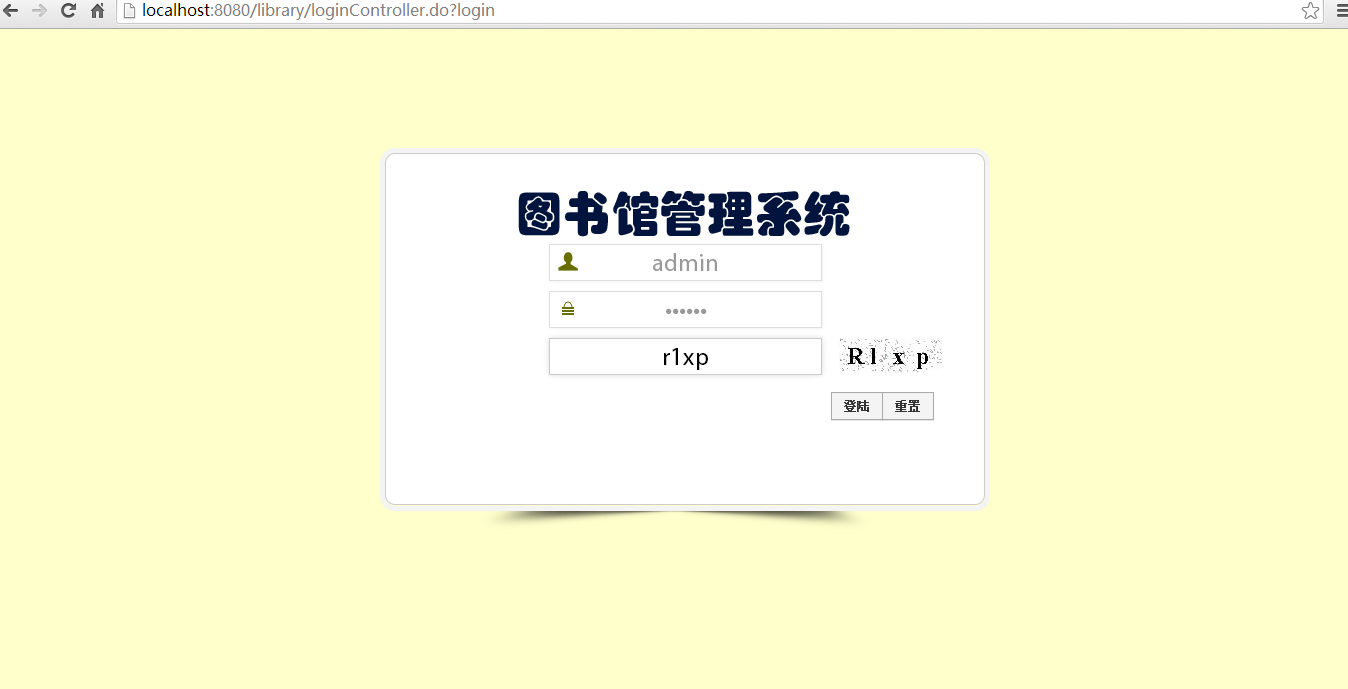 localhost:8080/library/loginController.do?login
图书馆管理系统
admin
••••••
r1xp
R1xp
登陆 重置